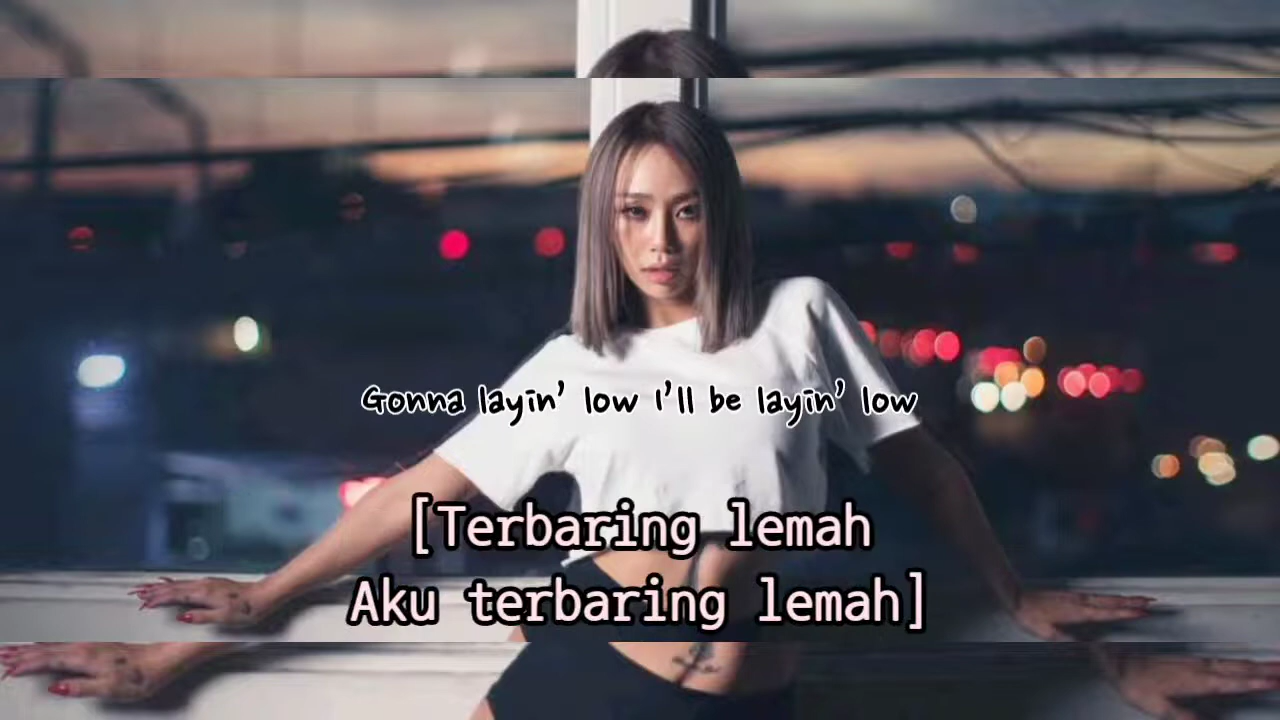 Gonna layin' low I'll be layin' low
[Terbaring lemah
Aku terbaring lemah]